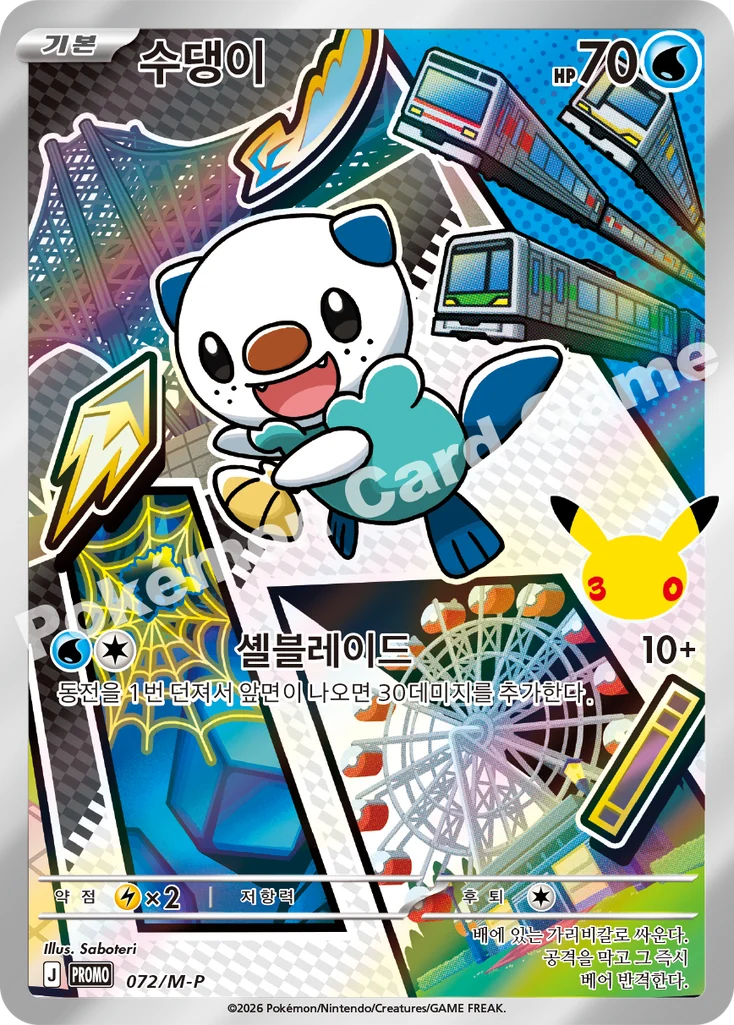 기본 수댕이 HP70
Pokémon Card Game
30
셸블레이드 10+
동전을 1번 던져서 앞면이 나오면 30데미지를 추가한다.
약점 ×2 저항력 후퇴
배에 있는 가리비칼로 싸운다.
공격을 막고 그 즉시
베어 반격한다.
Illus. Saboteri
J PROMO 072/M-P
©2026 Pokémon/Nintendo/Creatures/GAME FREAK.